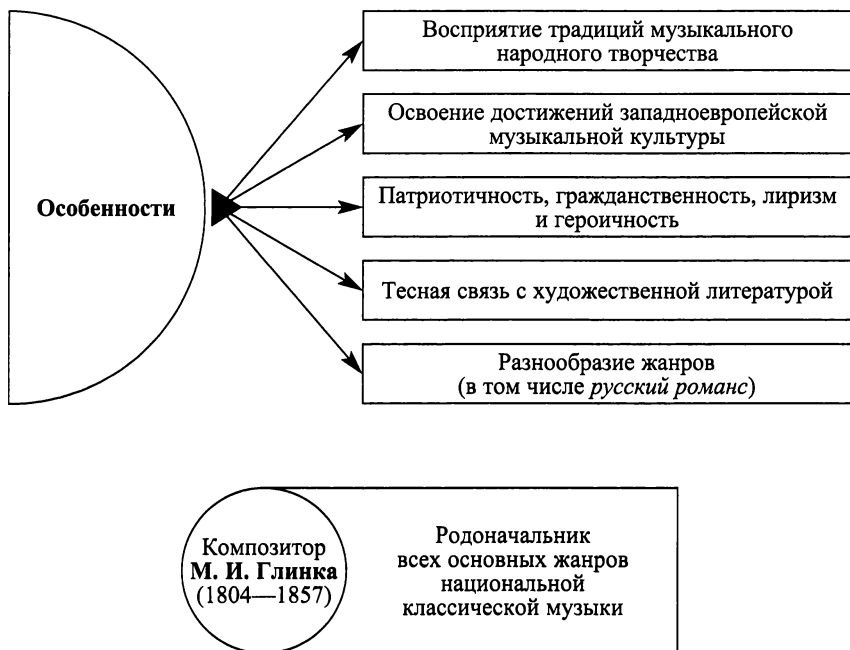 Особенности
Восприятие традиций музыкального
народного творчества
Освоение достижений западноевропейской
музыкальной культуры
Патриотичность, гражданственность, лиризм
и героичность
Тесная связь с художественной литературой
Разнообразие жанров
(в том числе русский романс)
Композитор
М. И. Глинка
(1804—1857)
Родоначальник
всех основных жанров
национальной
классической музыки